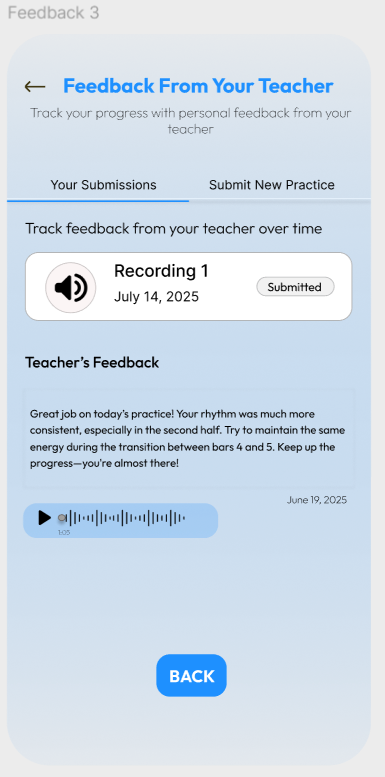 Feedback 3
Feedback From Your Teacher
Track your progress with personal feedback from your
teacher
Your Submissions
Submit New Practice
Track feedback from your teacher over time
Recording 1
July 14, 2025
Submitted
Teacher's Feedback
Great job on today's practice! Your rhythm was much more
consistent, especially in the second half. Try to maintain the same
energy during the transition between bars 4 and 5. Keep up the
progress—you're almost there!
June 19, 2025
1:05
BACK